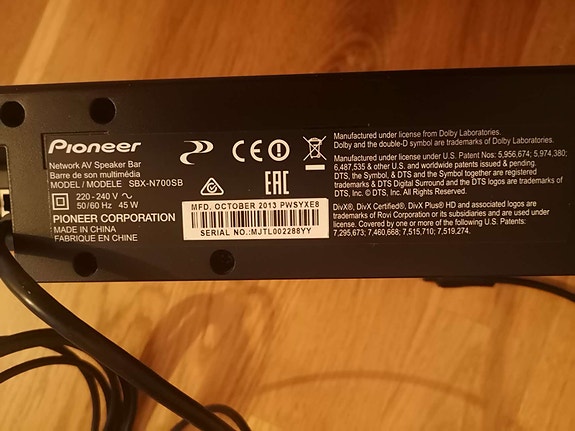 Pioneer
Network AV Speaker Bar
Barre de son multimédia
MODEL / MODELE SBX-N700SB
220 - 240 V
50/60 Hz 45 W
PIONEER CORPORATION
MADE IN CHINA
FABRIQUE EN CHINE
CE
EAC
MFD. OCTOBER 2013 PWSYXE8
SERIAL NO.:MJTL002288YY
Manufactured under license from Dolby Laboratories.
Dolby and the double-D symbol are trademarks of Dolby Laboratories.
Manufactured under license under U.S. Patent Nos: 5,956,674; 5,974,380;
6,487,535 & other U.S. and worldwide patents issued & pending.
DTS, the Symbol, & DTS and the Symbol together are registered
trademarks & DTS Digital Surround and the DTS logos are trademarks
of DTS, Inc. © DTS, Inc. All Rights Reserved.
DivX®, DivX Certified®, DivX Plus® HD and associated logos are
trademarks of Rovi Corporation or its subsidiaries and are used under
license. Covered by one or more of the following U.S. Patents:
7,295,673; 7,460,668; 7,515,710; 7,519,274.